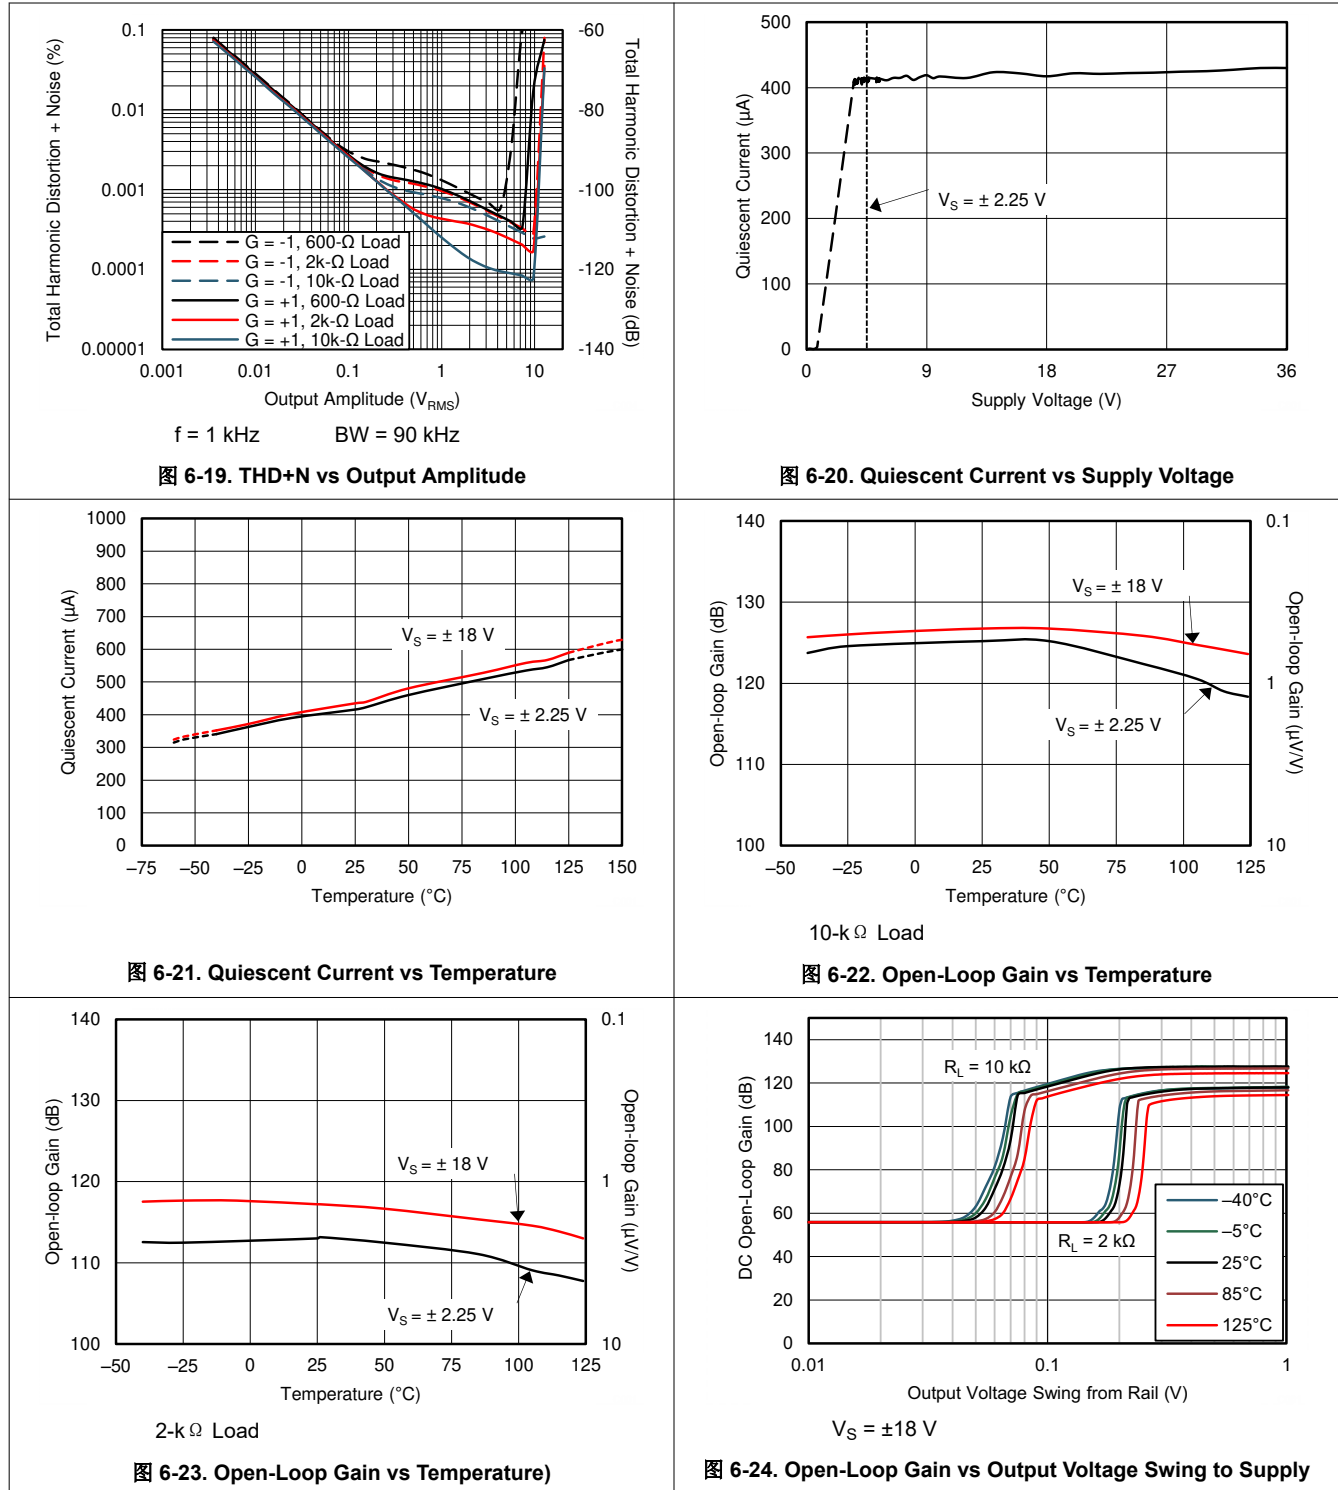 0.1
0.01
0.001
0.0001
0.00001
Total Harmonic Distortion + Noise (%)
-60
-80
-100
-120
-140
Total Harmonic Distortion + Noise (dB)
G = -1, 600-Ω Load
G = -1, 2k-Ω Load
G = -1, 10k-Ω Load
G = +1, 600-Ω Load
G = +1, 2k-Ω Load
G = +1, 10k-Ω Load
0.001 0.01 0.1 1 10
Output Amplitude (VRMS)
f = 1 kHz BW = 90 kHz
图 6-19. THD+N vs Output Amplitude
500
400
300
200
100
0
Quiescent Current (µA)
VS = ± 2.25 V
0 9 18 27 36
Supply Voltage (V)
图 6-20. Quiescent Current vs Supply Voltage
1000
900
800
700
600
500
400
300
200
100
0
Quiescent Current (µA)
VS = ± 18 V
VS = ± 2.25 V
–75 –50 –25 0 25 50 75 100 125 150
Temperature (°C)
图 6-21. Quiescent Current vs Temperature
140
130
120
110
100
Open-loop Gain (dB)
0.1
1
10
Open-loop Gain (µV/V)
VS = ± 18 V
VS = ± 2.25 V
–50 –25 0 25 50 75 100 125
Temperature (°C)
10-k Ω Load
图 6-22. Open-Loop Gain vs Temperature
140
130
120
110
100
Open-loop Gain (dB)
0.1
1
10
Open-loop Gain (µV/V)
VS = ± 18 V
VS = ± 2.25 V
–50 –25 0 25 50 75 100 125
Temperature (°C)
2-k Ω Load
图 6-23. Open-Loop Gain vs Temperature)
140
120
100
80
60
40
20
0
DC Open-Loop Gain (dB)
RL = 10 kΩ
RL = 2 kΩ
–40°C
–5°C
25°C
85°C
125°C
0.01 0.1 1
Output Voltage Swing from Rail (V)
VS = ±18 V
图 6-24. Open-Loop Gain vs Output Voltage Swing to Supply